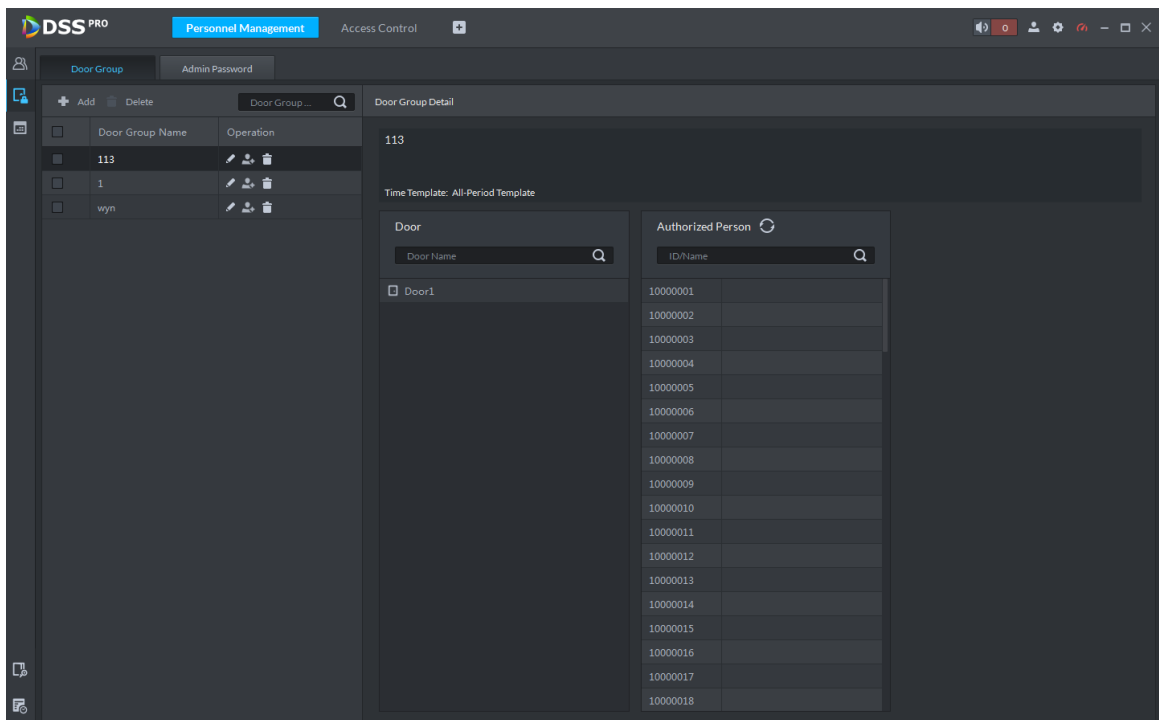 DSS PRO Personnel Management Access Control 0
Door Group Admin Password
Add Delete Door Group ... Door Group Detail
Door Group Name Operation
113
1
wyn
113
Time Template: All-Period Template
Door
Door Name
Door1
Authorized Person
ID/Name
10000001
10000002
10000003
10000004
10000005
10000006
10000007
10000008
10000009
10000010
10000011
10000012
10000013
10000014
10000015
10000016
10000017
10000018